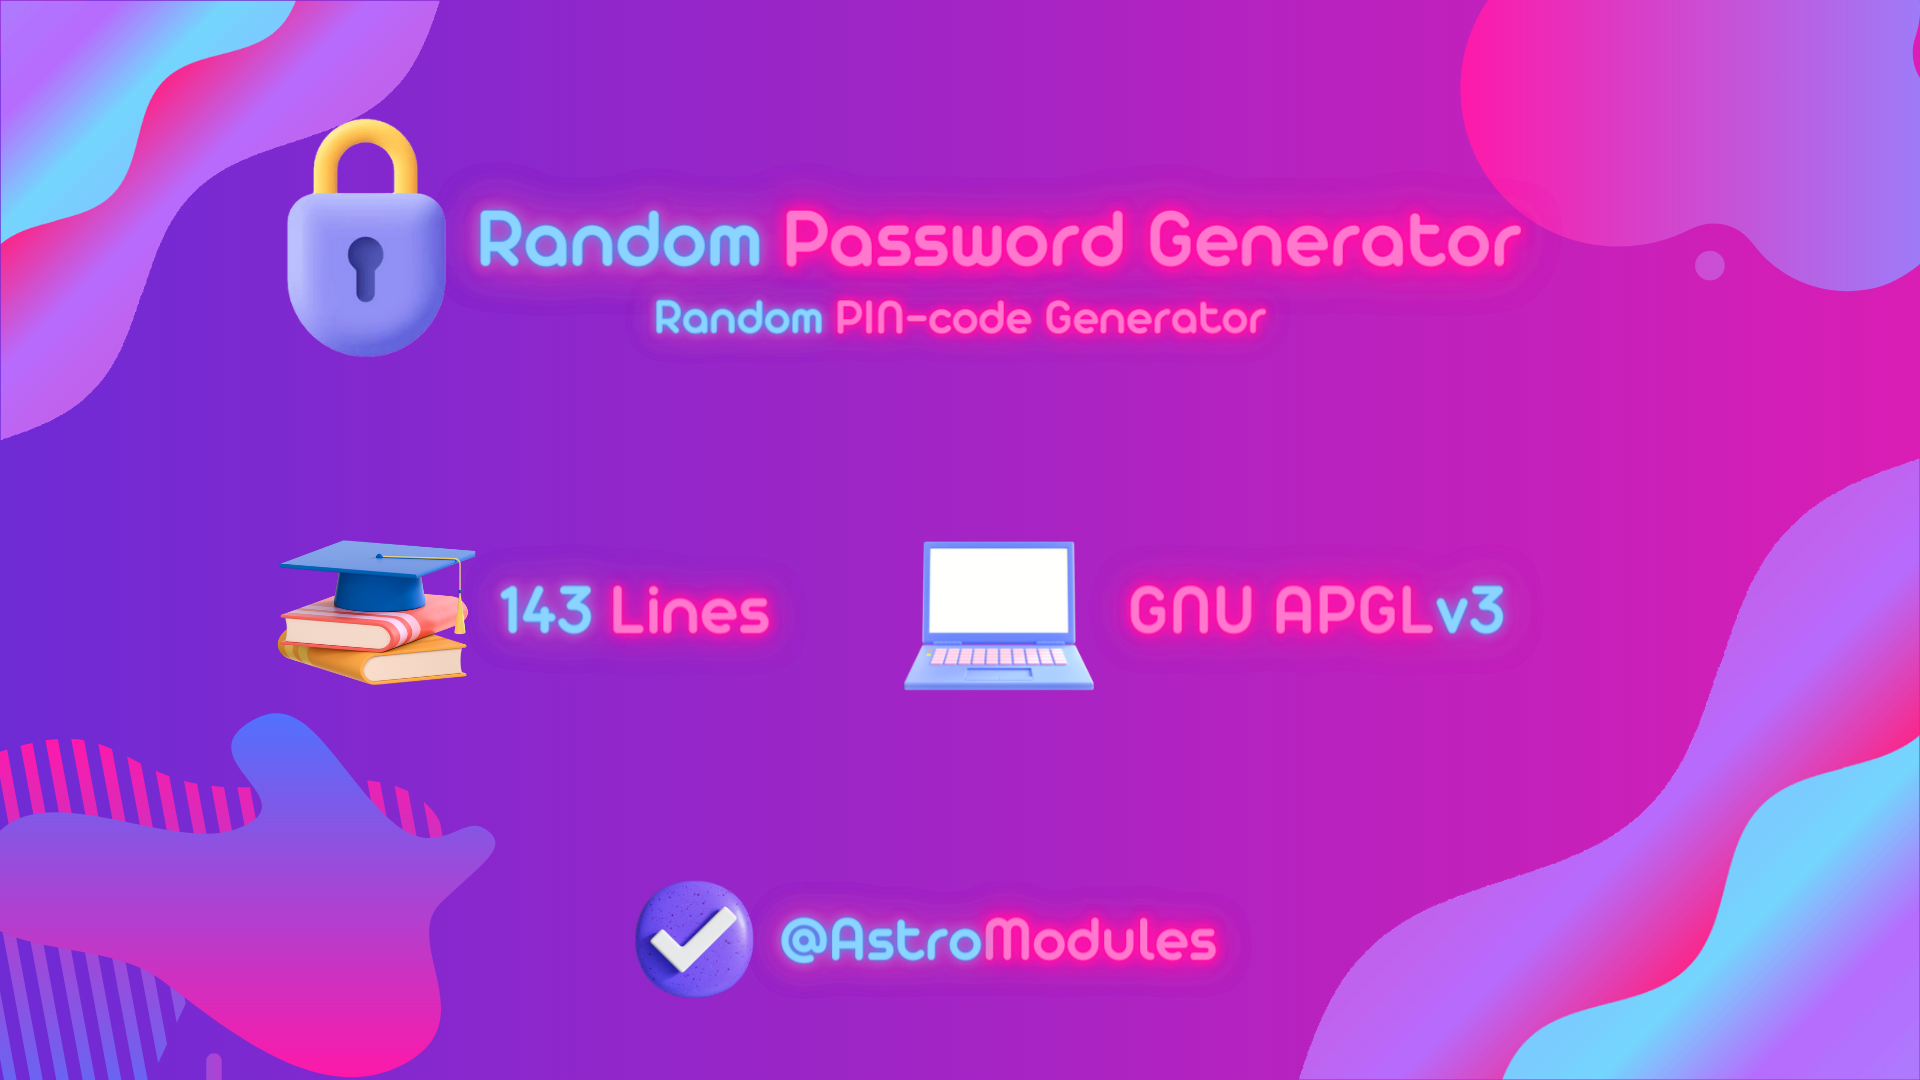 Random Password Generator
Random PIN-code Generator
143 Lines
GNU APGLv3
@AstroModules